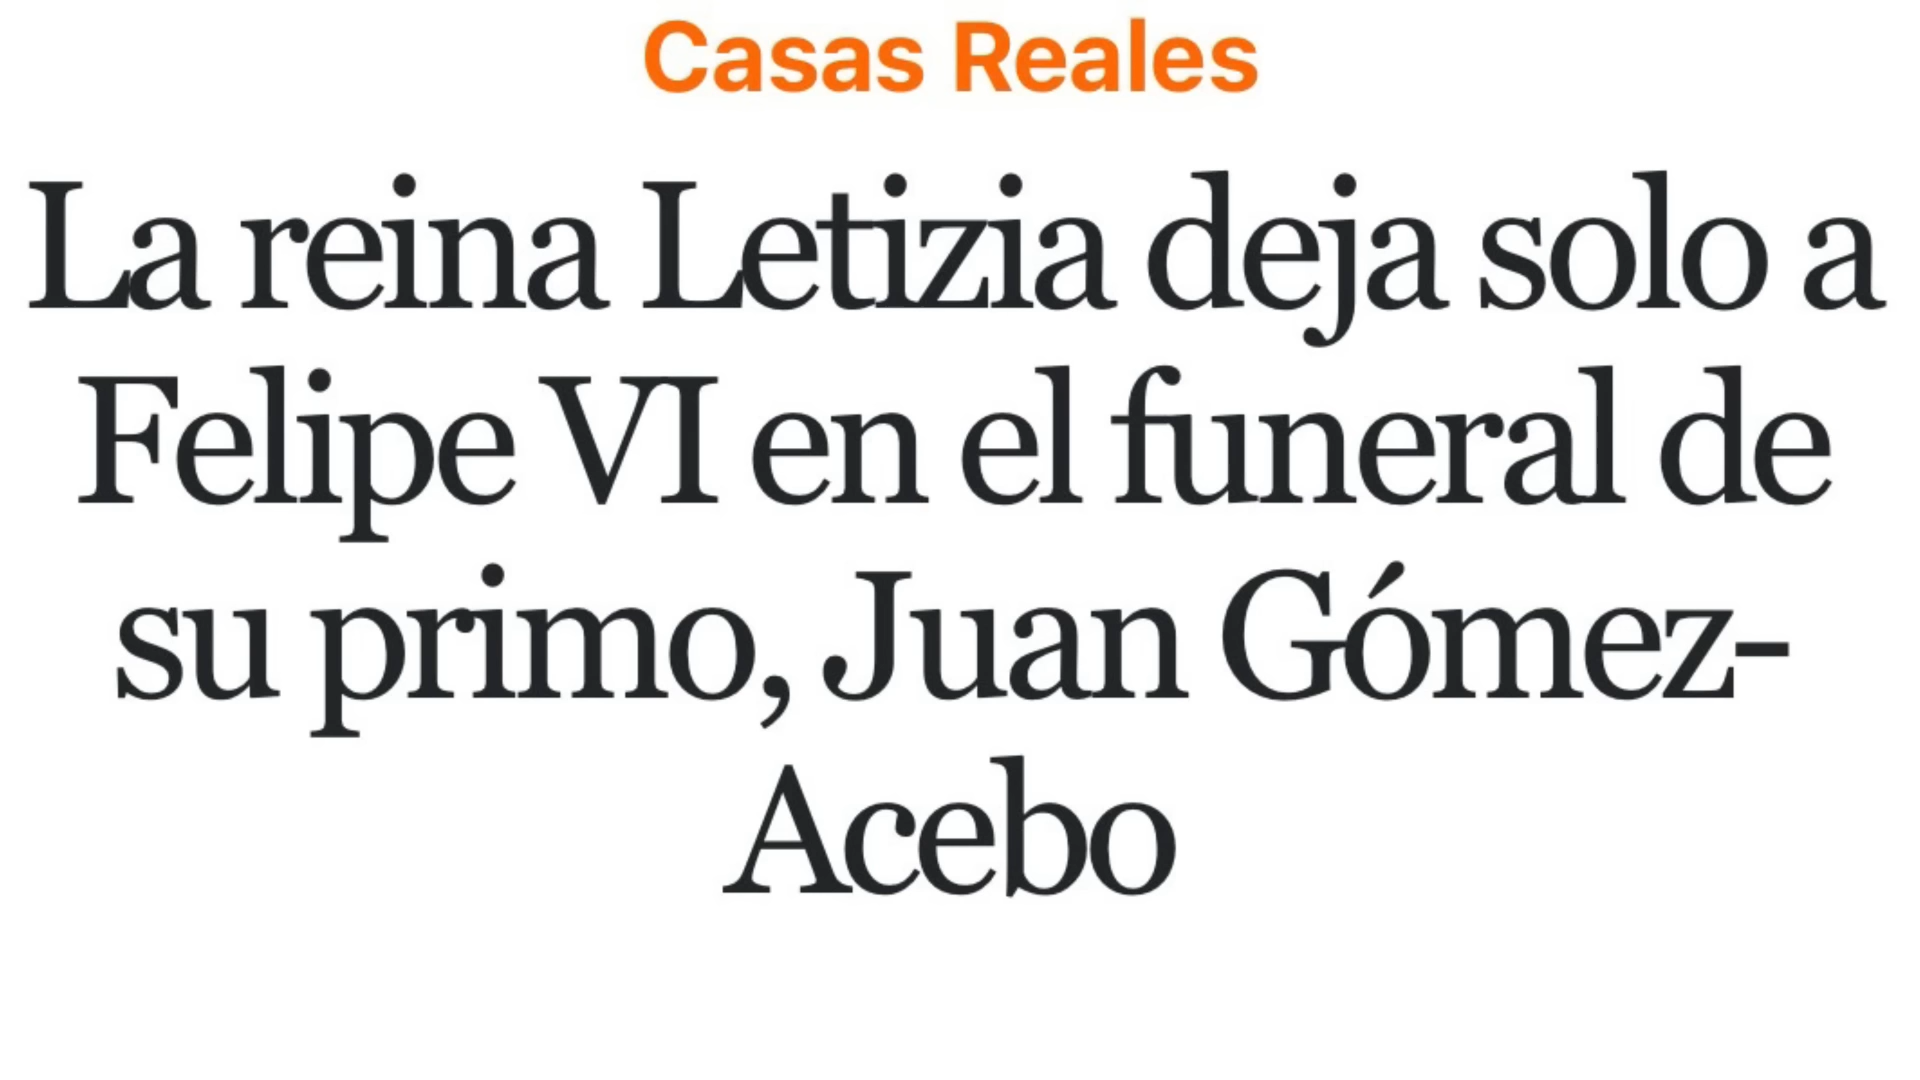 Casas Reales
La reina Letizia deja solo a
Felipe VI en el funeral de
su primo, Juan Gómez-
Acebo